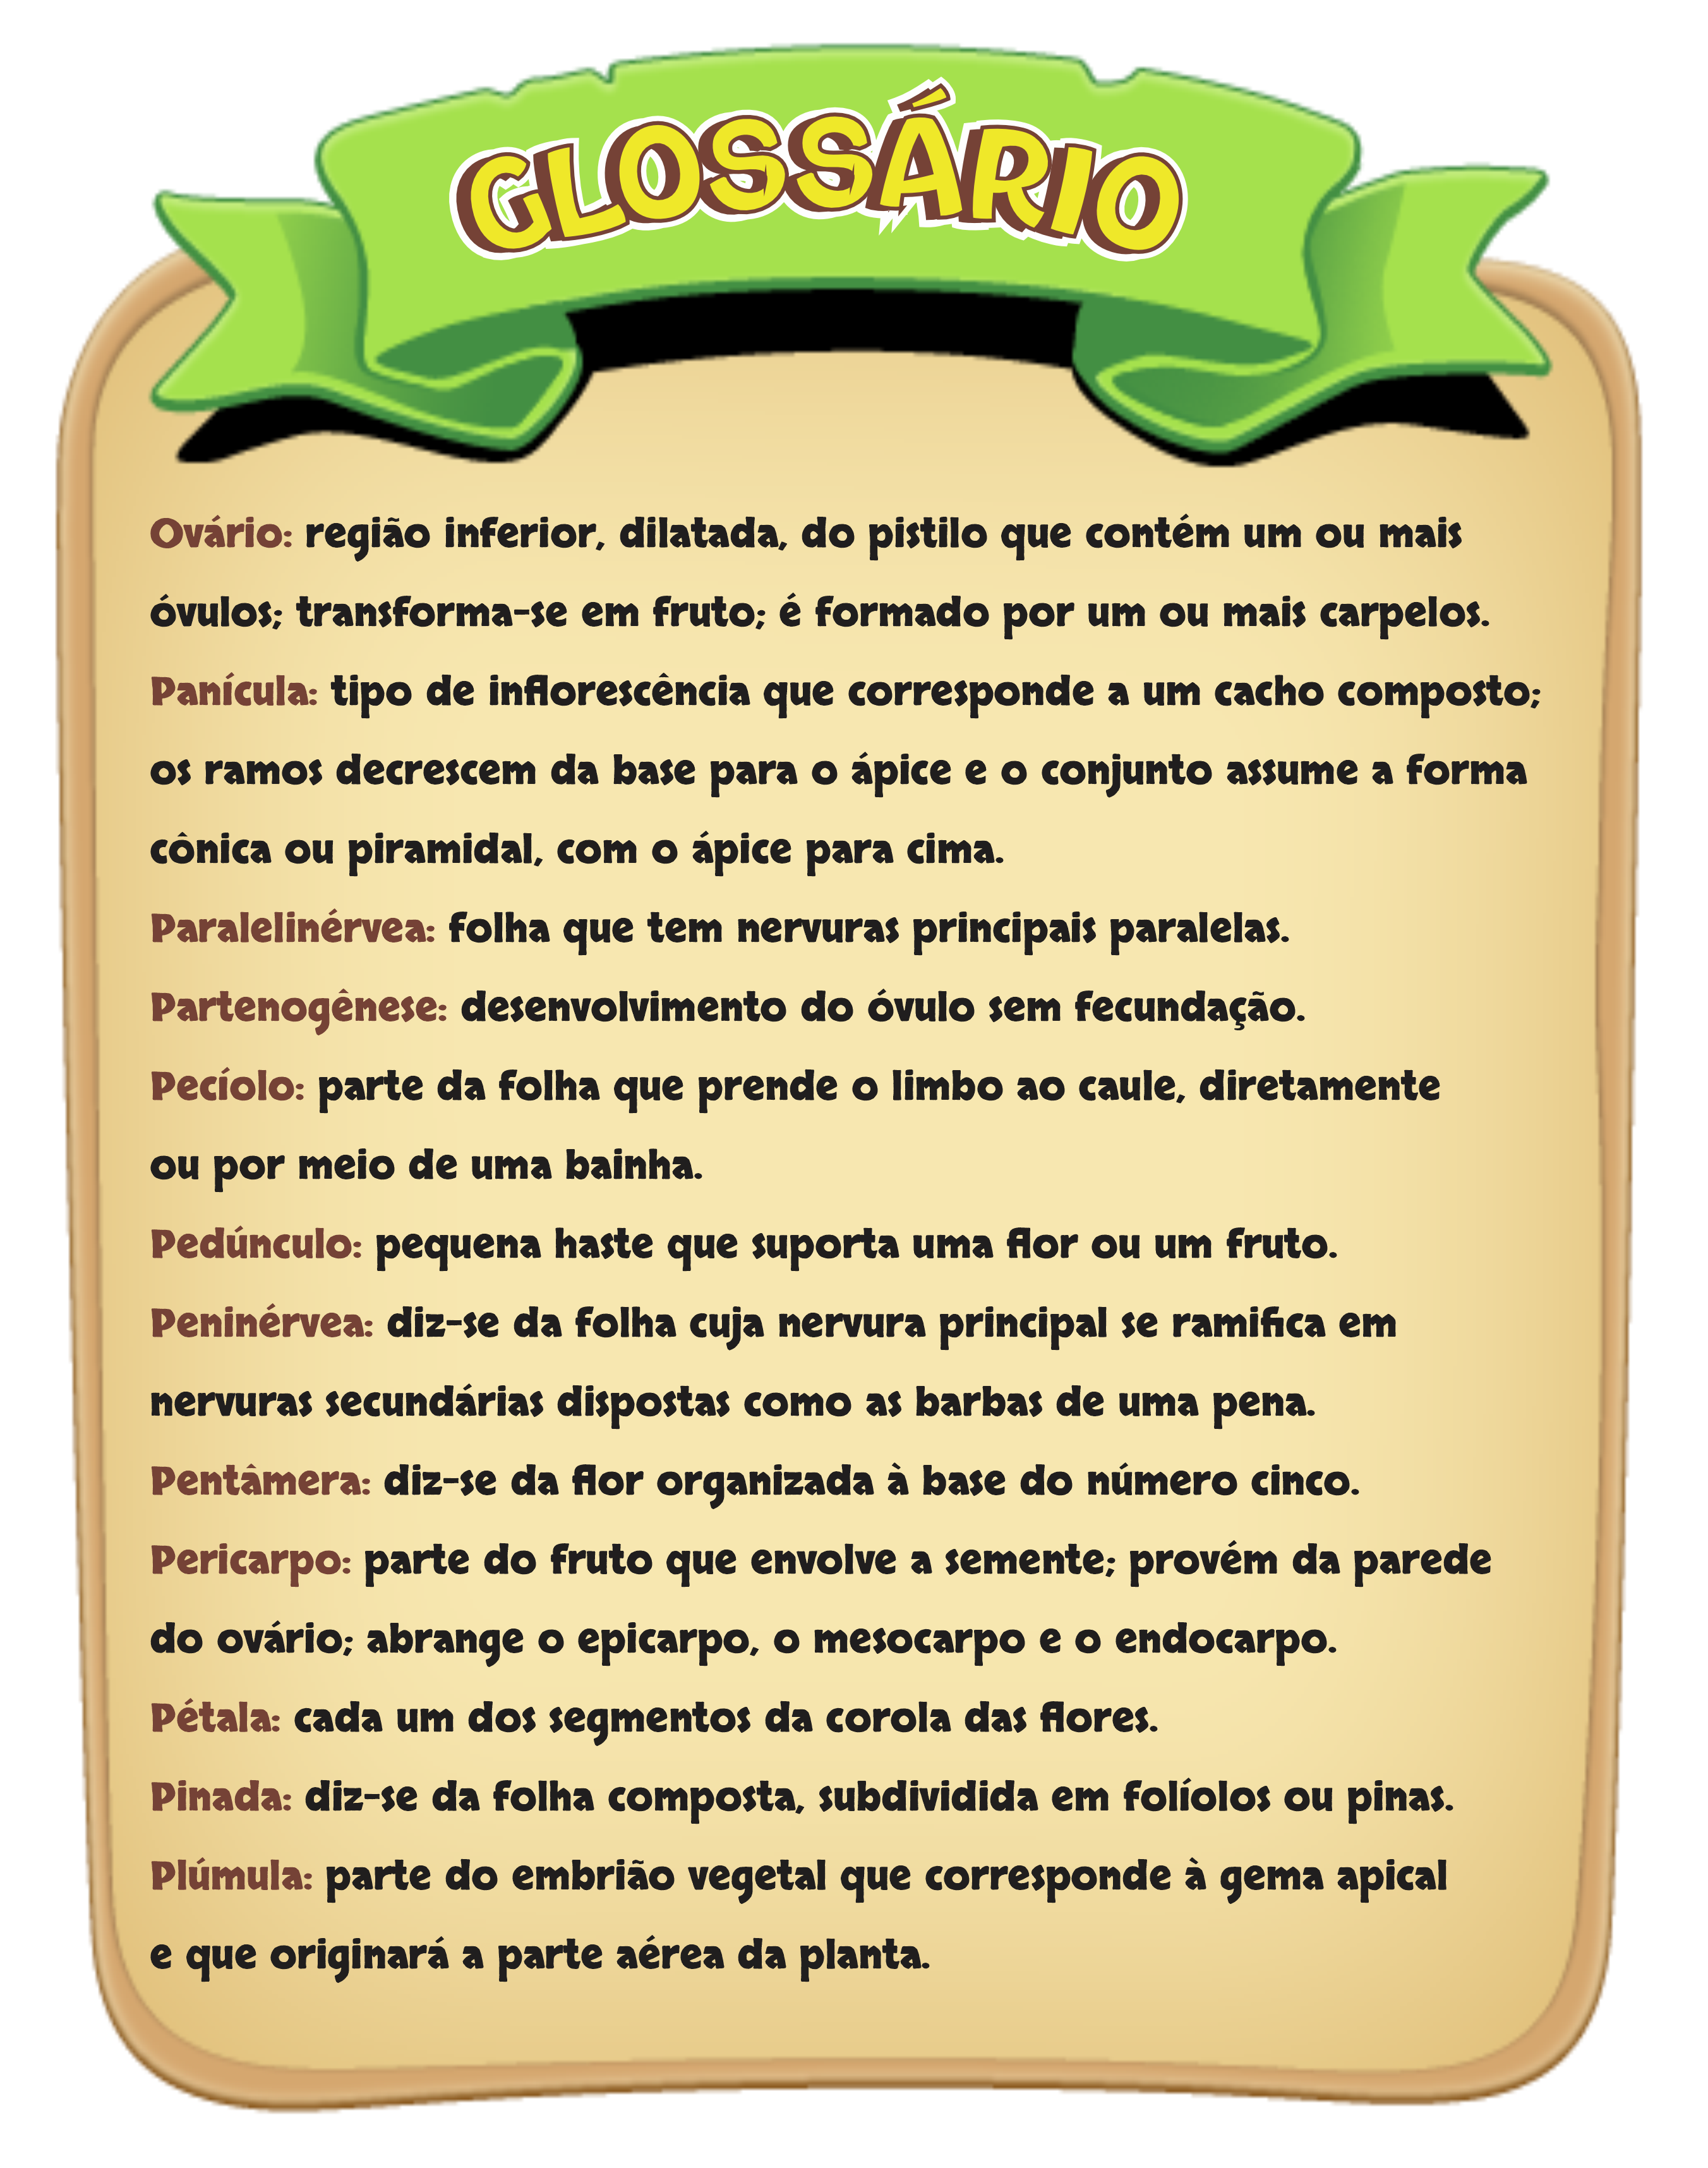 GLOSSÁRIO
Ovário: região inferior, dilatada, do pistilo que contém um ou mais
óvulos; transforma-se em fruto; é formado por um ou mais carpelos.
Panícula: tipo de inflorescência que corresponde a um cacho composto;
os ramos decrescem da base para o ápice e o conjunto assume a forma
cônica ou piramidal, com o ápice para cima.
Paralelinérvea: folha que tem nervuras principais paralelas.
Partenogênese: desenvolvimento do óvulo sem fecundação.
Pecíolo: parte da folha que prende o limbo ao caule, diretamente
ou por meio de uma bainha.
Pedúnculo: pequena haste que suporta uma flor ou um fruto.
Peninérvea: diz-se da folha cuja nervura principal se ramifica em
nervuras secundárias dispostas como as barbas de uma pena.
Pentâmera: diz-se da flor organizada à base do número cinco.
Pericarpo: parte do fruto que envolve a semente; provém da parede
do ovário; abrange o epicarpo, o mesocarpo e o endocarpo.
Pétala: cada um dos segmentos da corola das flores.
Pinada: diz-se da folha composta, subdividida em folíolos ou pinas.
Plúmula: parte do embrião vegetal que corresponde à gema apical
e que originará a parte aérea da planta.